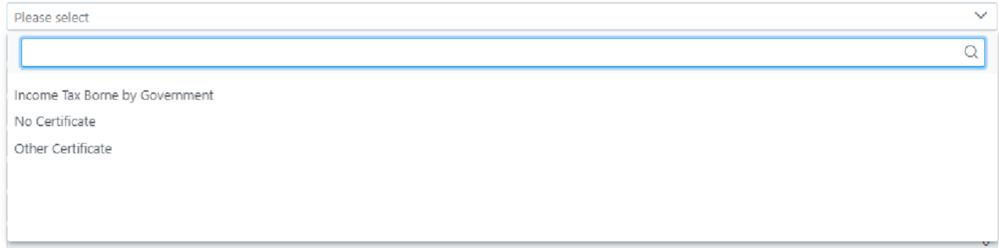 Please select
Income Tax Borne by Government
No Certificate
Other Certificate